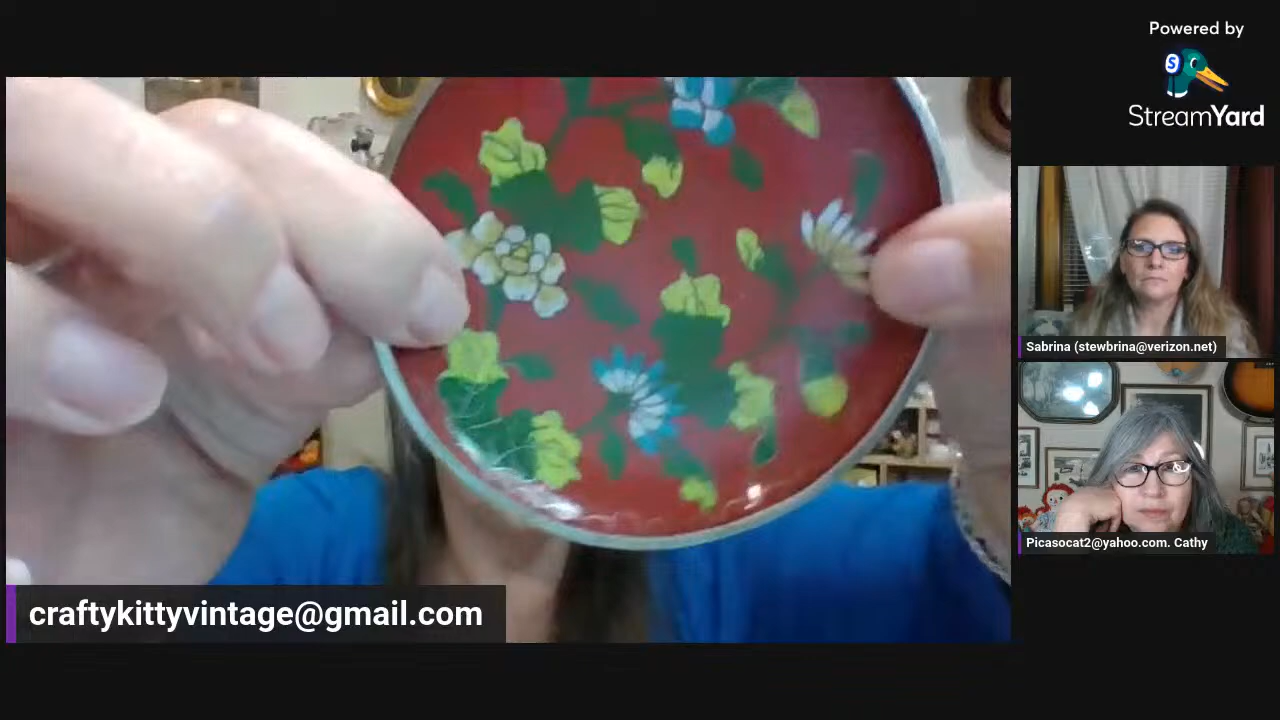 Powered by
StreamYard
Sabrina (stewbrina@verizon.net)
Picasocat2@yahoo.com. Cathy
craftykittyvintage@gmail.com